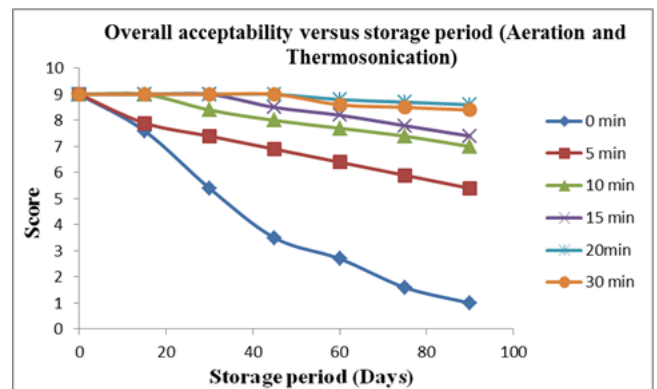 Overall acceptability versus storage period (Aeration and
Thermosonication)
10
9
8
7
6
5
4
3
2
1
0
Score
0 20 40 60 80 100
Storage period (Days)
0 min
5 min
10 min
15 min
20min
30 min